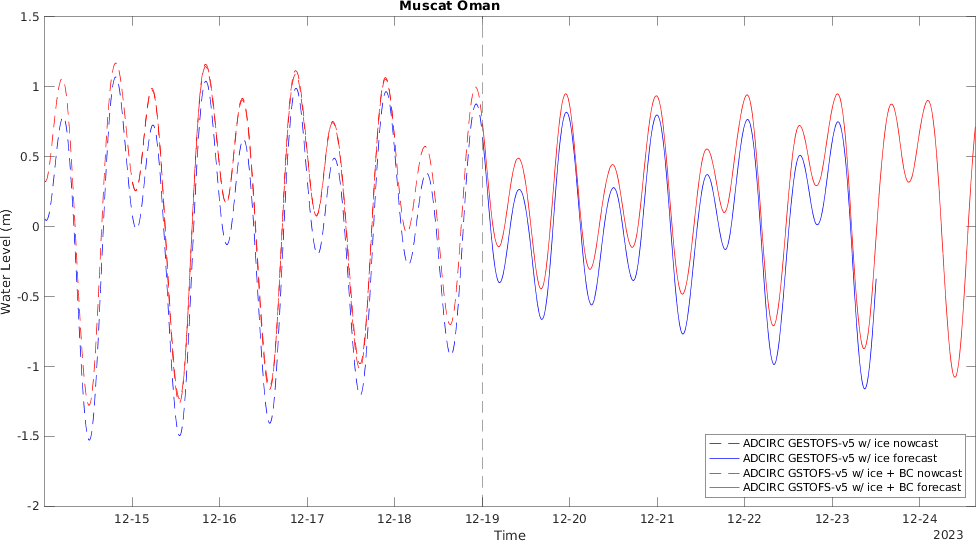 Muscat Oman
1.5
1
0.5
0
-0.5
-1
-1.5
-2
Water Level (m)
12-15
12-16
12-17
12-18
12-19
12-20
12-21
12-22
12-23
12-24
Time
2023
ADCIRC GESTOFS-v5 w/ ice nowcast
ADCIRC GESTOFS-v5 w/ ice forecast
ADCIRC GSTOFS-v5 w/ ice + BC nowcast
ADCIRC GSTOFS-v5 w/ ice + BC forecast